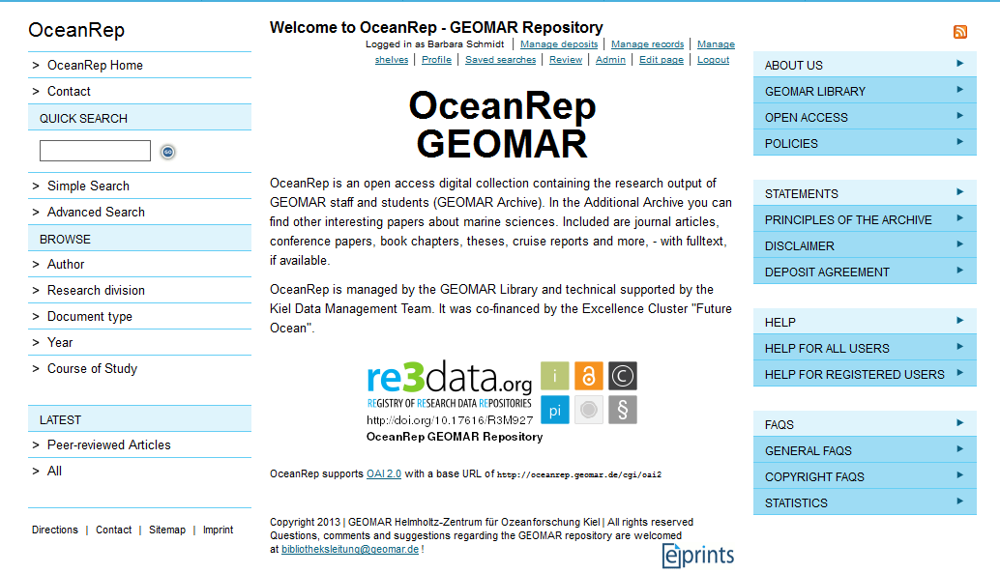 OceanRep
> OceanRep Home
> Contact
QUICK SEARCH
GO
> Simple Search
> Advanced Search
BROWSE
> Author
> Research division
> Document type
> Year
> Course of Study
LATEST
> Peer-reviewed Articles
> All
Directions | Contact | Sitemap | Imprint
Welcome to OceanRep - GEOMAR Repository
Logged in as Barbara Schmidt | Manage deposits | Manage records | Manage
shelves | Profile | Saved searches | Review | Admin | Edit page | Logout
OceanRep
GEOMAR
OceanRep is an open access digital collection containing the research output of
GEOMAR staff and students (GEOMAR Archive). In the Additional Archive you can
find other interesting papers about marine sciences. Included are journal articles,
conference papers, book chapters, theses, cruise reports and more, - with fulltext,
if available.
OceanRep is managed by the GEOMAR Library and technical supported by the
Kiel Data Management Team. It was co-financed by the Excellence Cluster "Future
Ocean".
re3data.org
REGISTRY OF RESEARCH DATA REPOSITORIES
http://doi.org/10.17616/R3M927
OceanRep GEOMAR Repository
i
©
pi
§
OceanRep supports OAI 2.0 with a base URL of http://oceanrep.geomar.de/cgi/oai2
Copyright 2013 | GEOMAR Helmholtz-Zentrum für Ozeanforschung Kiel | All rights reserved
Questions, comments and suggestions regarding the GEOMAR repository are welcomed
at bibliotheksleitung@geomar.de !
eprints
ABOUT US
GEOMAR LIBRARY
OPEN ACCESS
POLICIES
STATEMENTS
PRINCIPLES OF THE ARCHIVE
DISCLAIMER
DEPOSIT AGREEMENT
HELP
HELP FOR ALL USERS
HELP FOR REGISTERED USERS
FAQS
GENERAL FAQS
COPYRIGHT FAQS
STATISTICS